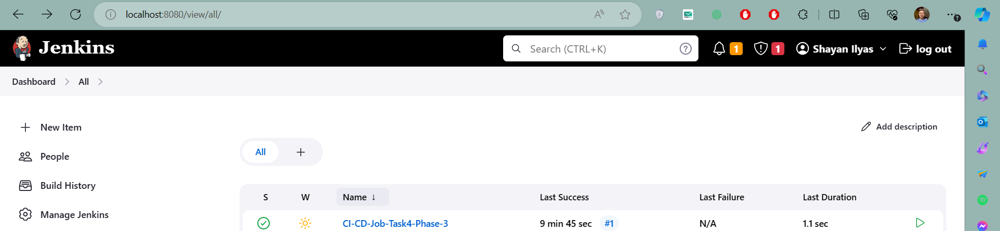 localhost:8080/view/all/
Jenkins
Search (CTRL+K)
1
1
Shayan Ilyas
log out
Dashboard
All
New Item
Add description
People
All
Build History
S W Name ↓ Last Success Last Failure Last Duration
Manage Jenkins
CI-CD-Job-Task4-Phase-3 9 min 45 sec #1 N/A 1.1 sec